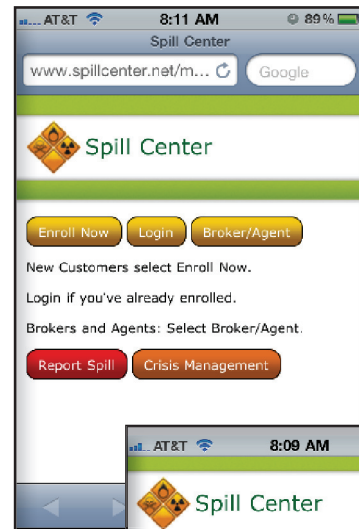 AT&T 8:11 AM 89%
Spill Center
www.spillcenter.net/m... Google
Spill Center
Enroll Now Login Broker/Agent
New Customers select Enroll Now.
Login if you've already enrolled.
Brokers and Agents: Select Broker/Agent.
Report Spill Crisis Management
AT&T 8:09 AM
Spill Center